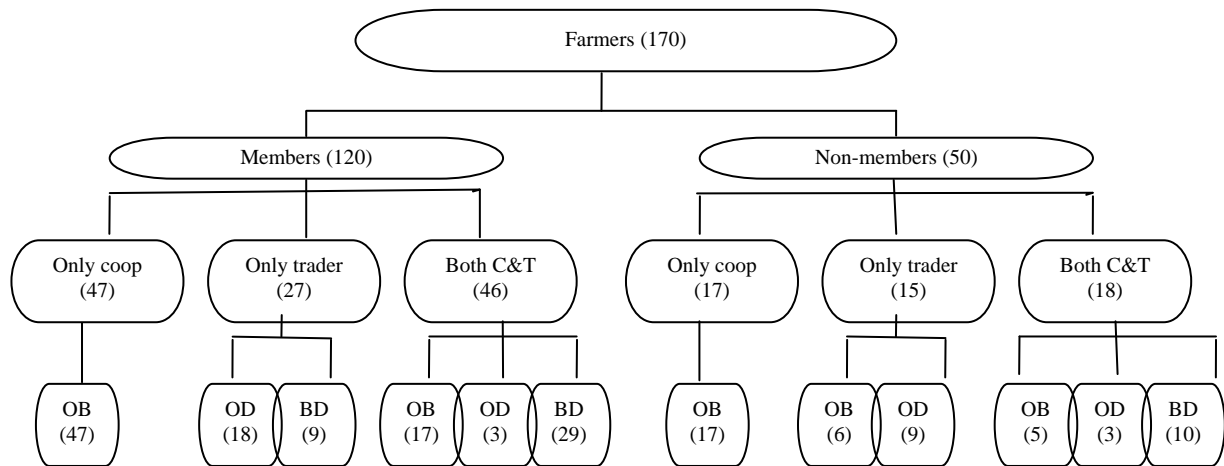 Farmers (170)
Members (120)
Non-members (50)
Only coop
(47)
Only trader
(27)
Both C&T
(46)
Only coop
(17)
Only trader
(15)
Both C&T
(18)
OB
(47)
OD
(18)
BD
(9)
OB
(17)
OD
(3)
BD
(29)
OB
(17)
OB
(6)
OD
(9)
OB
(5)
OD
(3)
BD
(10)